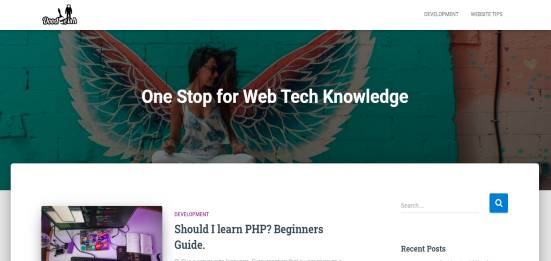 DEVELOPMENT
WEBSITE TIPS
One Stop for Web Tech Knowledge
Search...
DEVELOPMENT
Should I learn PHP? Beginners
Guide.
Recent Posts